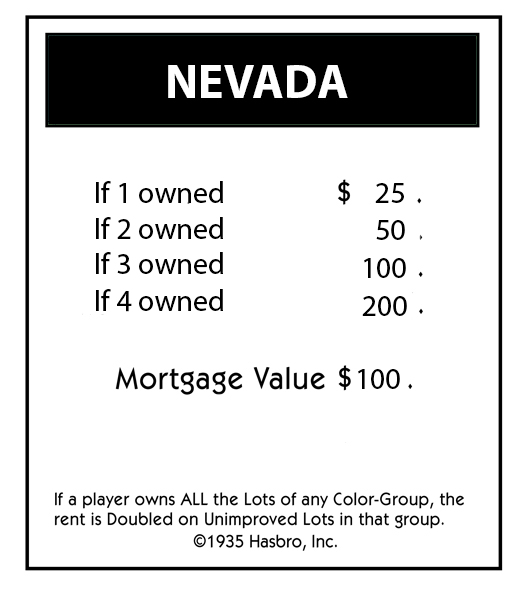 NEVADA
If 1 owned $ 25.
If 2 owned 50.
If 3 owned 100.
If 4 owned 200.
Mortgage Value $100.
If a player owns ALL the Lots of any Color-Group, the
rent is Doubled on Unimproved Lots in that group.
©1935 Hasbro, Inc.